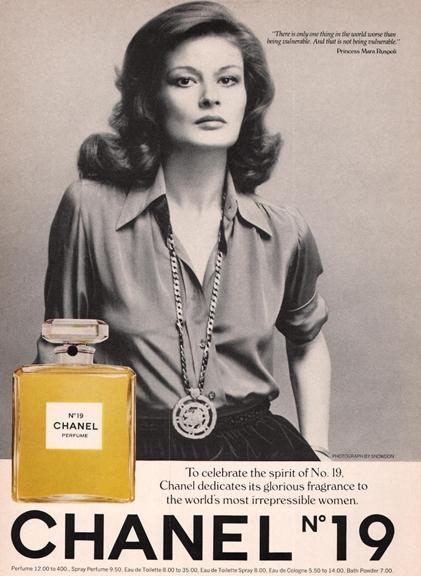 "There is only one thing in the world worse than
being vulnerable. And that is not being vulnerable."
Princess Mara Ruspoli
N°19
CHANEL
PERFUME
PHOTOGRAPH BY SNOWDON
To celebrate the spirit of No. 19,
Chanel dedicates its glorious fragrance to
the world's most irrepressible women.
CHANEL N°19
Perfume 12.00 to 400., Spray Perfume 9.50, Eau de Toilette 8.00 to 35.00, Eau de Toilette Spray 8.00, Eau de Cologne 5.50 to 14.00, Bath Powder 7.00.